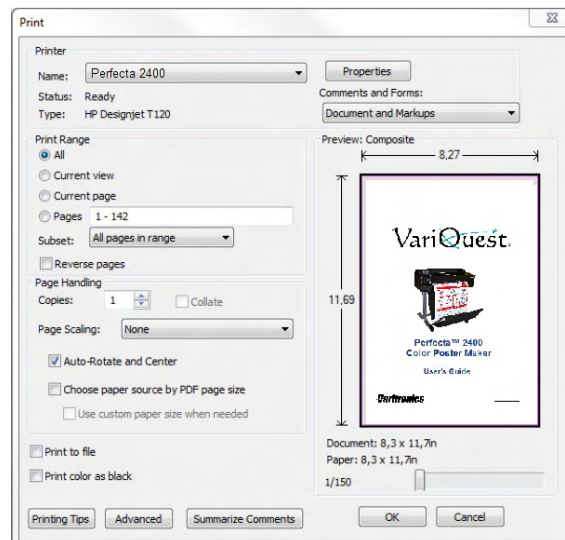 Print
Printer
Name: Perfecta 2400 Properties
Status: Ready Comments and Forms:
Type: HP Designjet T120 Document and Markups
Print Range
All
Current view
Current page
Pages 1 - 142
Subset: All pages in range
Reverse pages
Page Handling
Copies: 1 Collate
Page Scaling: None
Auto-Rotate and Center
Choose paper source by PDF page size
Use custom paper size when needed
Print to file
Print color as black
Preview: Composite
8,27
11,69
VariQuest
Perfecta™ 2400
Color Poster Maker
User's Guide
Varitronics
Document: 8,3 x 11,7in
Paper: 8,3 x 11,7in
1/150
Printing Tips Advanced Summarize Comments OK Cancel